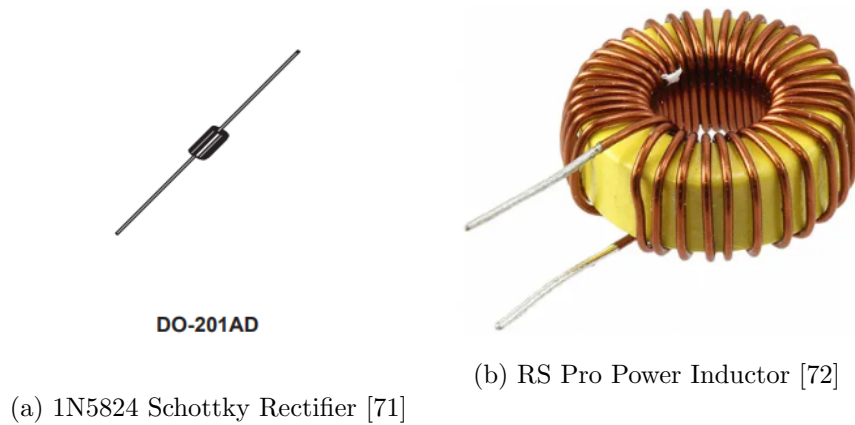 DO-201AD
(a) 1N5824 Schottky Rectifier [71]
(b) RS Pro Power Inductor [72]